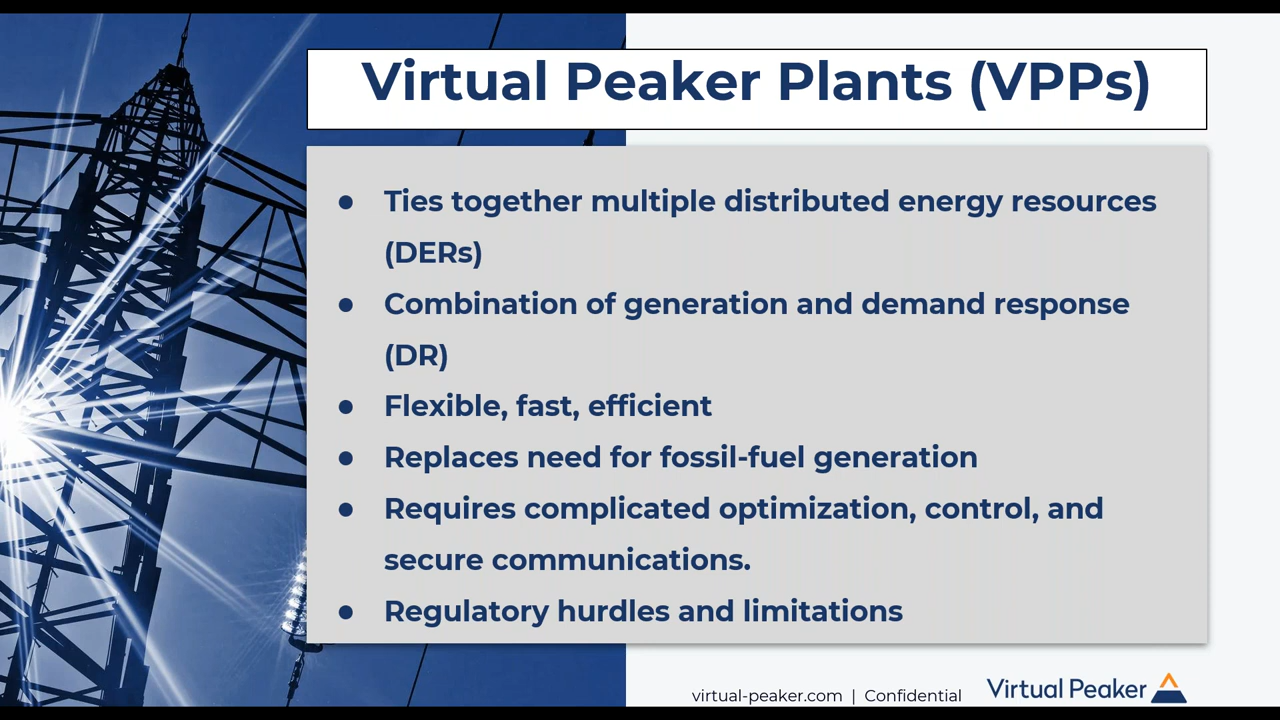 Virtual Peaker Plants (VPPs)
● Ties together multiple distributed energy resources
(DERs)
● Combination of generation and demand response
(DR)
● Flexible, fast, efficient
● Replaces need for fossil-fuel generation
● Requires complicated optimization, control, and
secure communications.
● Regulatory hurdles and limitations
virtual-peaker.com | Confidential
Virtual Peaker